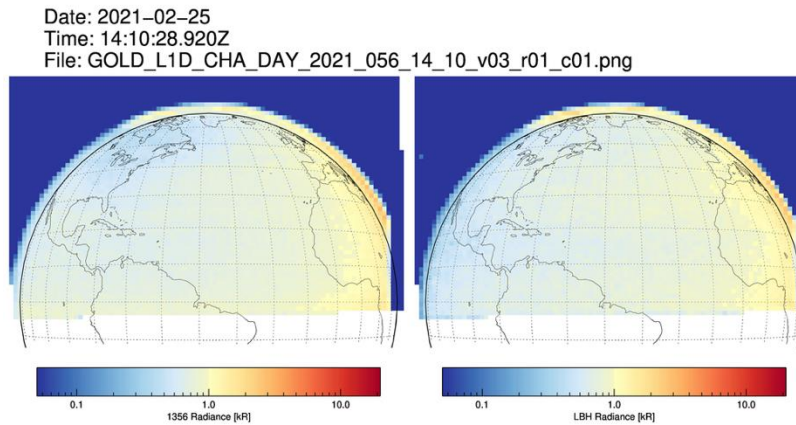 Date: 2021-02-25
Time: 14:10:28.920Z
File: GOLD_L1D_CHA_DAY_2021_056_14_10_v03_r01_c01.png
0.1 1.0 10.0
1356 Radiance [kR]
0.1 1.0 10.0
LBH Radiance [kR]